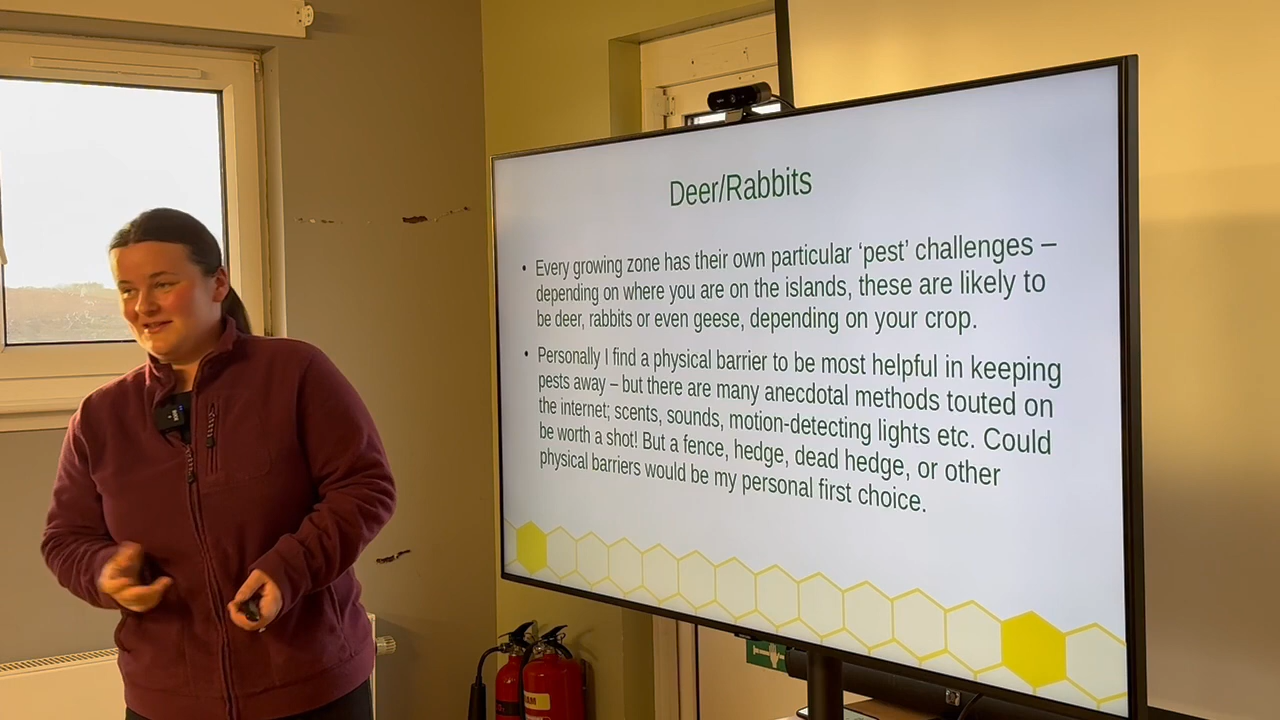 Deer/Rabbits
• Every growing zone has their own particular ‘pest’ challenges –
depending on where you are on the islands, these are likely to
be deer, rabbits or even geese, depending on your crop.
• Personally I find a physical barrier to be most helpful in keeping
pests away – but there are many anecdotal methods touted on
the internet; scents, sounds, motion-detecting lights etc. Could
be worth a shot! But a fence, hedge, dead hedge, or other
physical barriers would be my personal first choice.